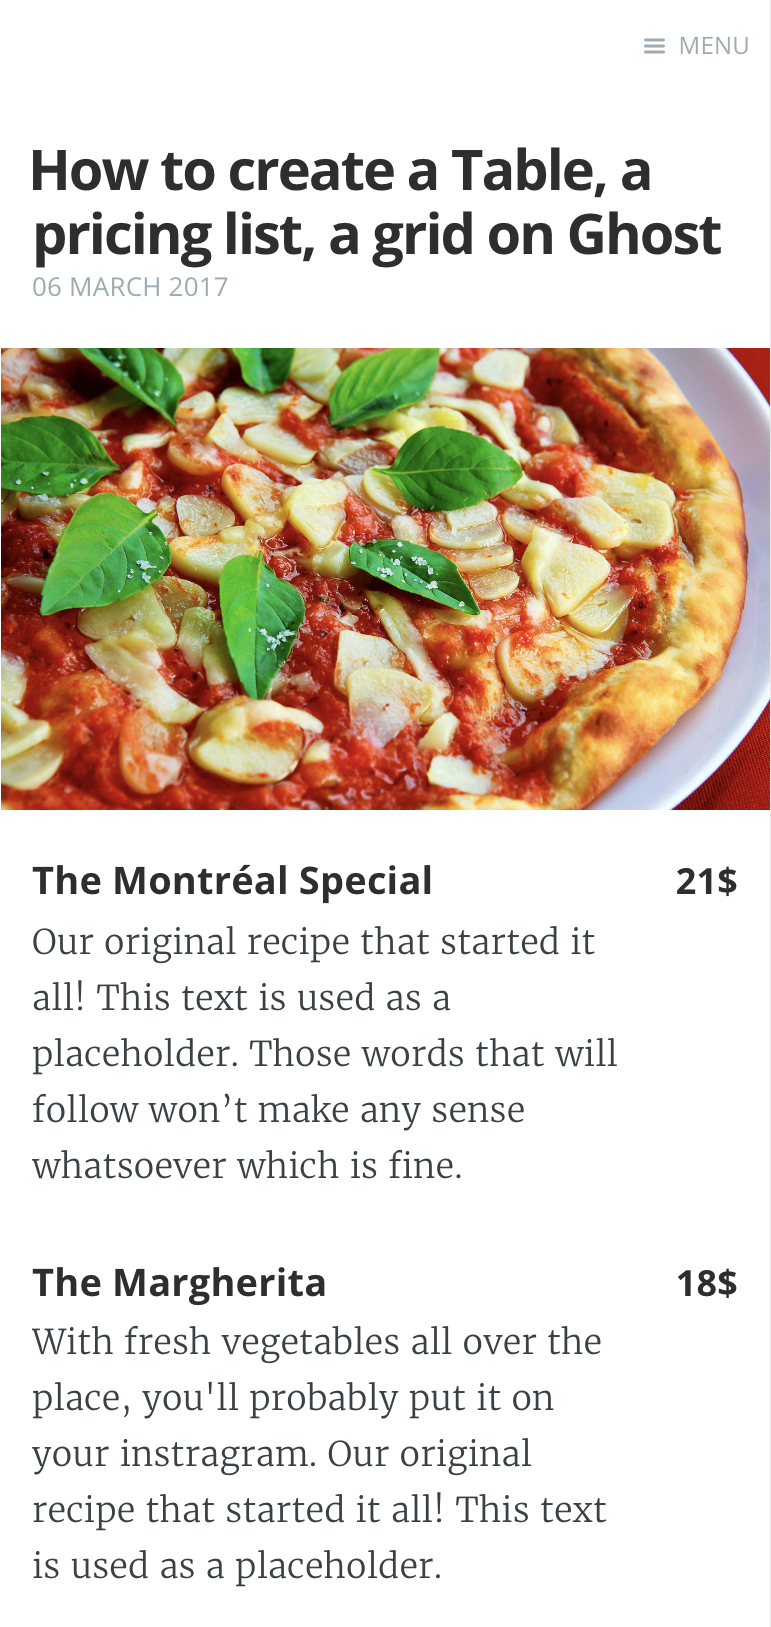 MENU
How to create a Table, a
pricing list, a grid on Ghost
06 MARCH 2017
The Montréal Special 21$
Our original recipe that started it
all! This text is used as a
placeholder. Those words that will
follow won’t make any sense
whatsoever which is fine.
The Margherita 18$
With fresh vegetables all over the
place, you'll probably put it on
your instragram. Our original
recipe that started it all! This text
is used as a placeholder.